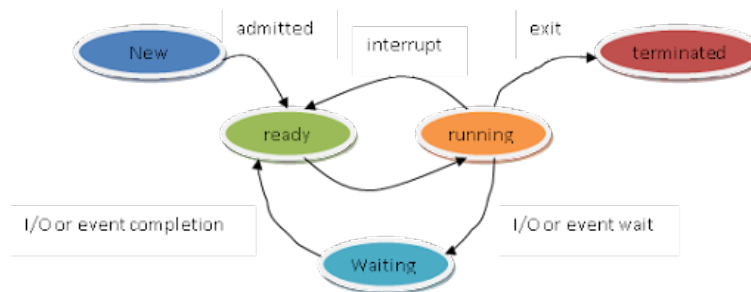 admitted
exit
New
interrupt
terminated
ready
running
I/O or event completion
I/O or event wait
Waiting